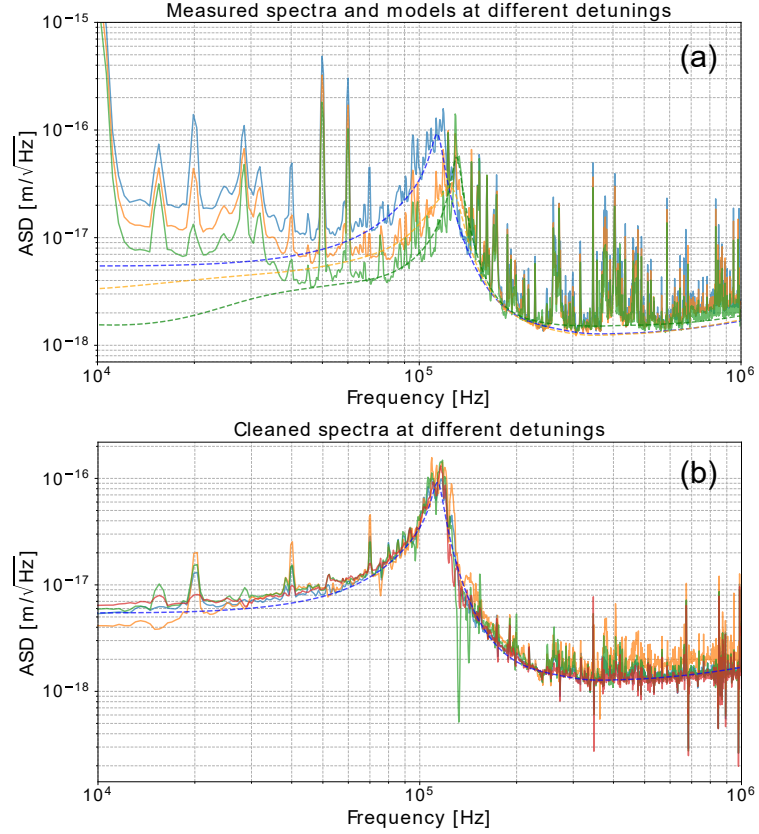 Measured spectra and models at different detunings
(a)
10⁻¹⁵
10⁻¹⁶
10⁻¹⁷
10⁻¹⁸
ASD [m/√Hz]
10⁴ 10⁵ 10⁶
Frequency [Hz]
Cleaned spectra at different detunings
(b)
10⁻¹⁶
10⁻¹⁷
10⁻¹⁸
ASD [m/√Hz]
10⁴ 10⁵ 10⁶
Frequency [Hz]